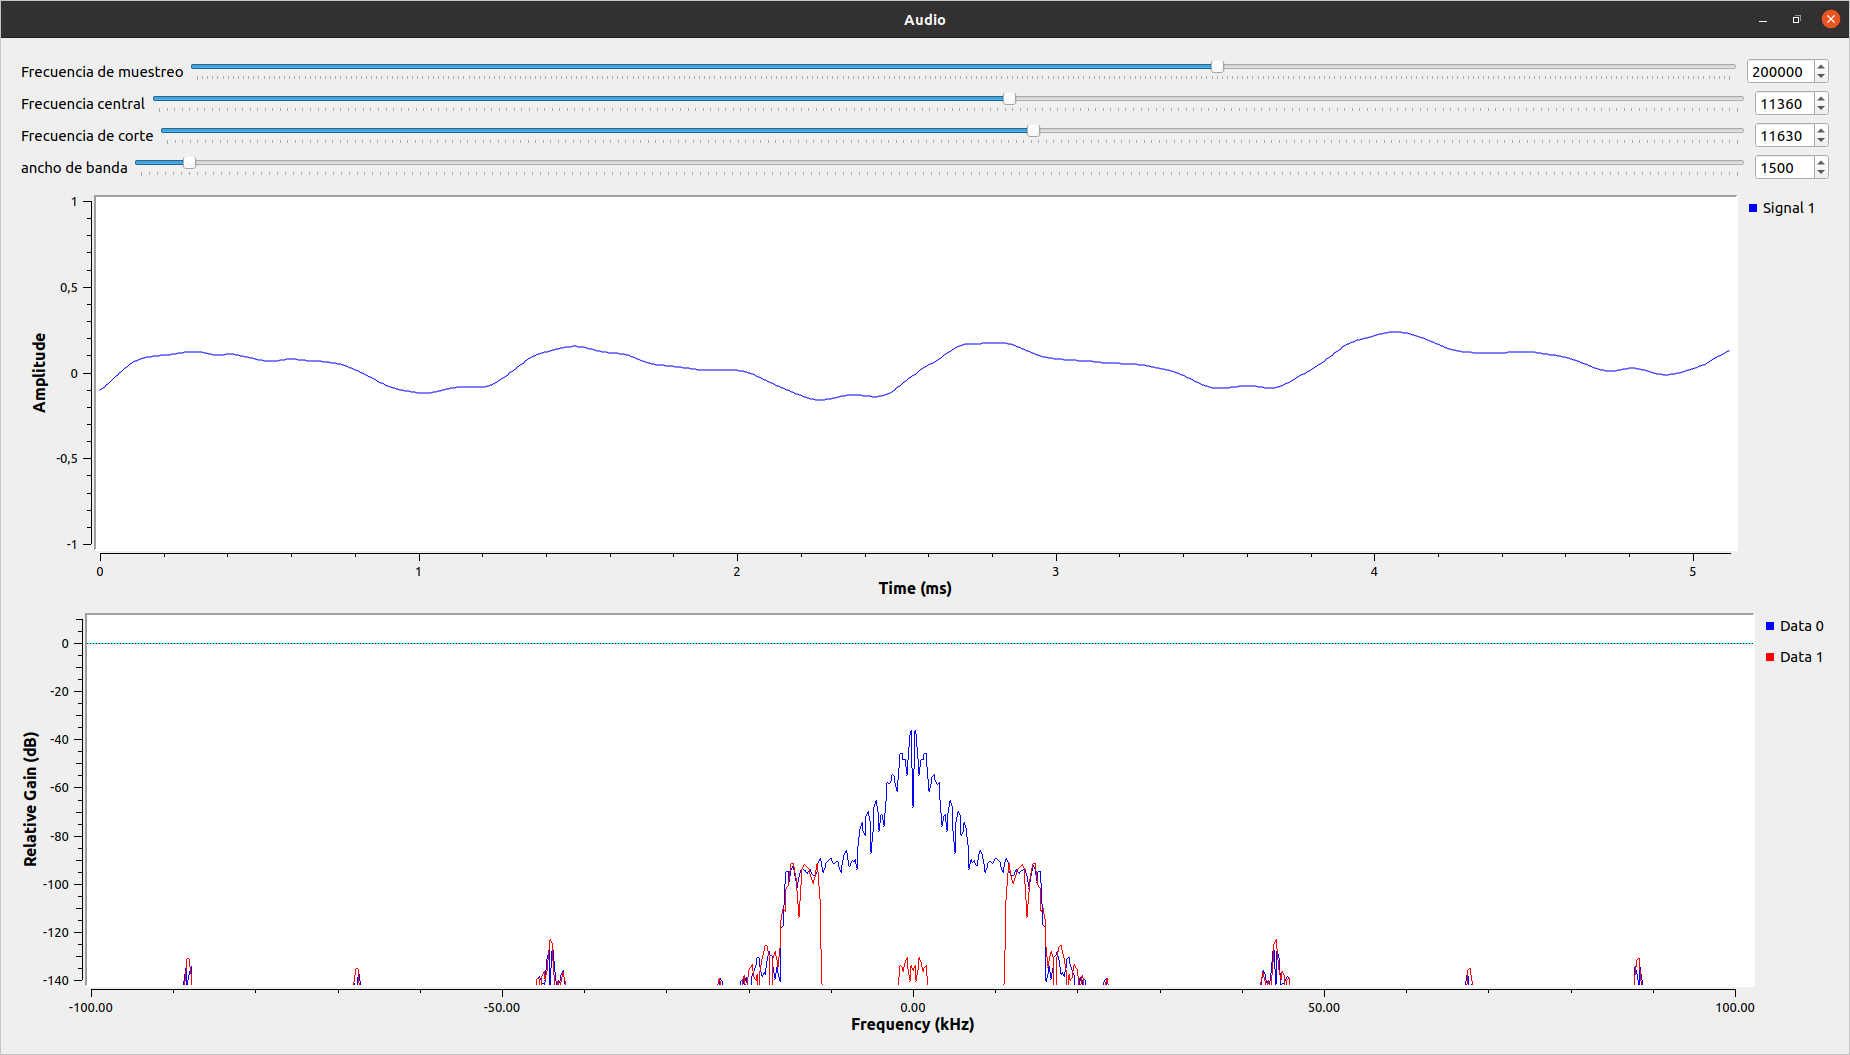 Audio
Frecuencia de muestreo 200000
Frecuencia central 11360
Frecuencia de corte 11630
ancho de banda 1500
Signal 1
1
0,5
0
-0,5
-1
Amplitude
0 1 2 3 4 5
Time (ms)
Data 0
Data 1
0
-20
-40
-60
-80
-100
-120
-140
Relative Gain (dB)
-100.00 -50.00 0.00 50.00 100.00
Frequency (kHz)